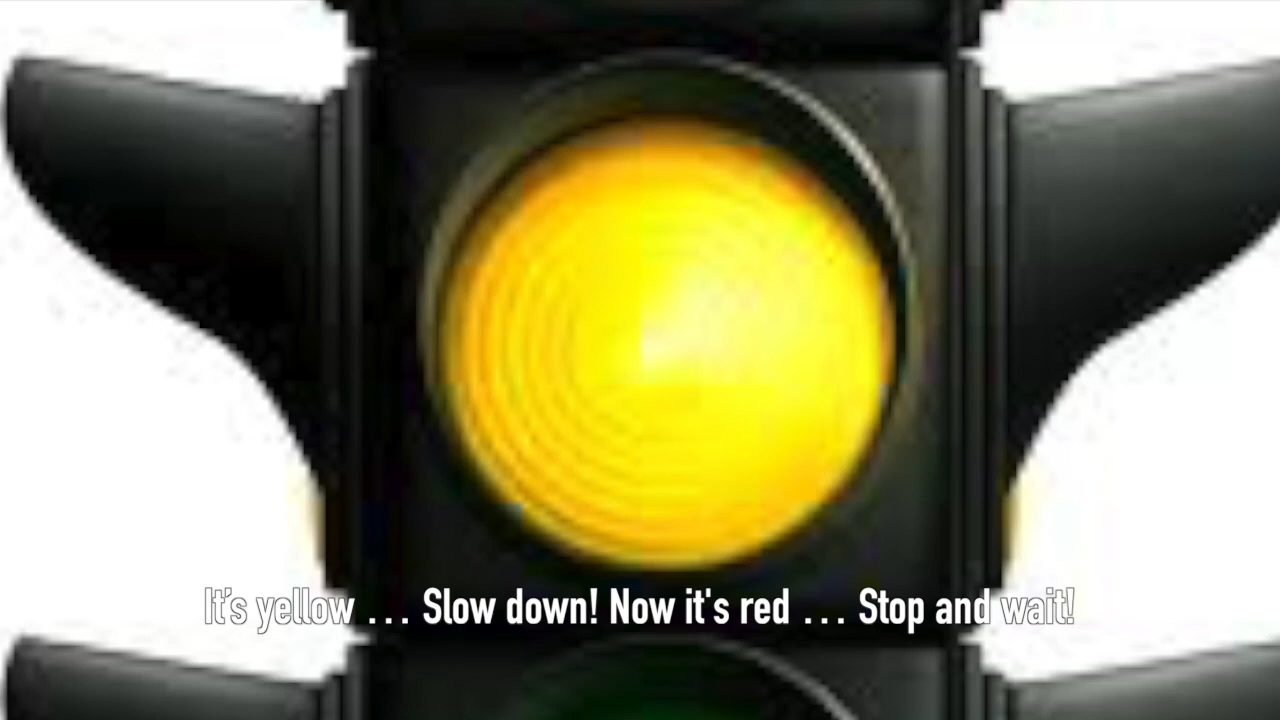 It's yellow … Slow down! Now it's red … Stop and wait!